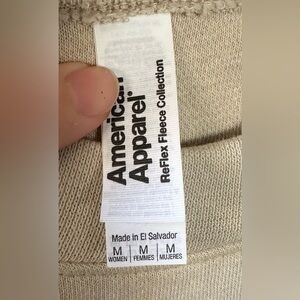 American
Apparel®
ReFlex Fleece Collection
Made in El Salvador
M | M | M
WOMEN | FEMMES | MUJERES